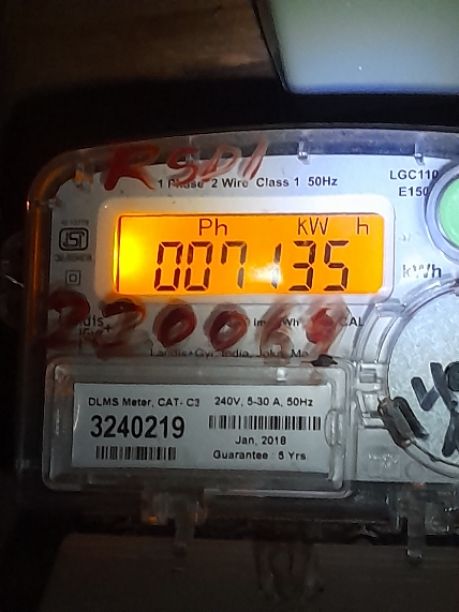 RSD1
1 Phase 2 Wire Class 1 50Hz
LGC110
E150
Ph kW h
007135
kWh
220069
DLMS Meter, CAT- C3 240V, 5-30 A, 50Hz
3240219
Jan, 2018
Guarantee : 5 Yrs